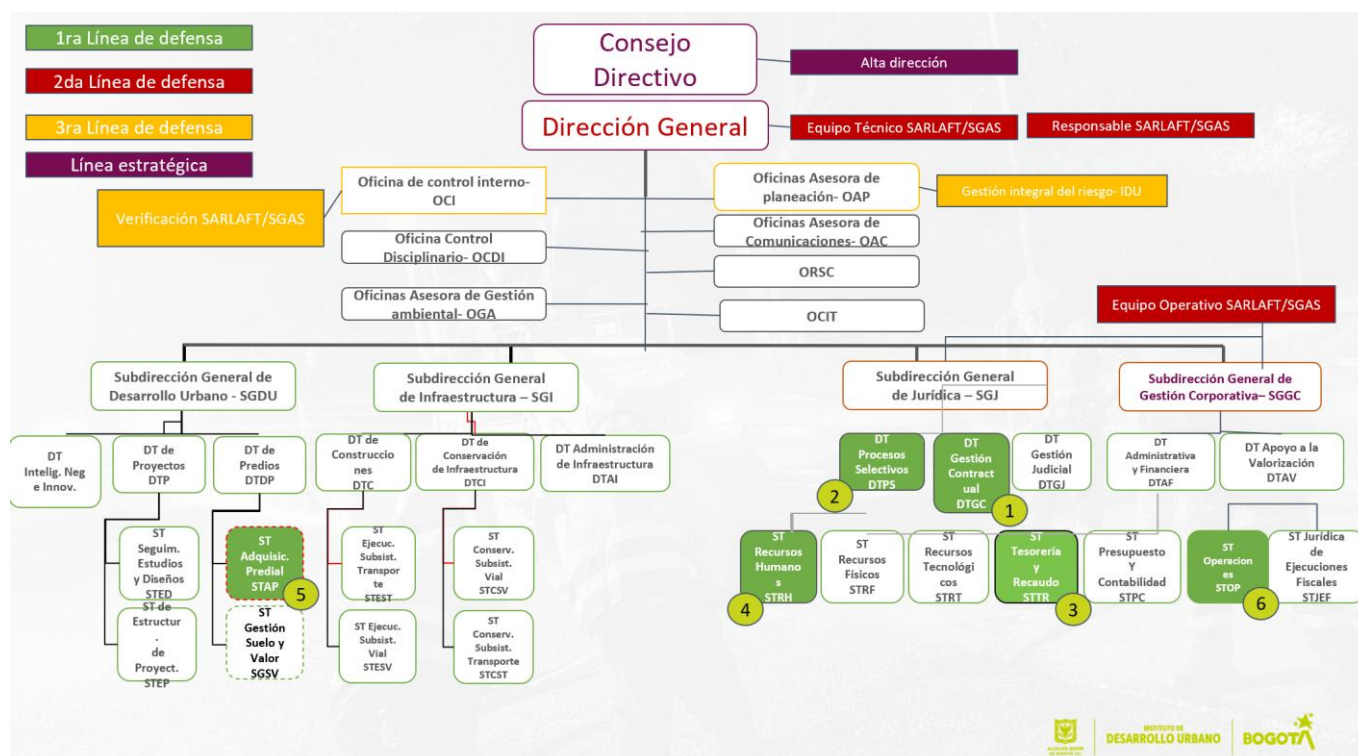 1ra Línea de defensa
2da Línea de defensa
3ra Línea de defensa
Línea estratégica
Consejo
Directivo
Alta dirección
Dirección General
Equipo Técnico SARLAFT/SGAS
Responsable SARLAFT/SGAS
Oficina de control interno-
OCI
Verificación SARLAFT/SGAS
Oficinas Asesora de
planeación- OAP
Gestión integral del riesgo- IDU
Oficina Control
Disciplinario- OCDI
Oficinas Asesora de
Comunicaciones- OAC
ORSC
Oficinas Asesora de Gestión
ambiental- OGA
OCIT
Equipo Operativo SARLAFT/SGAS
Subdirección General de
Desarrollo Urbano - SGDU
Subdirección General
de Infraestructura – SGI
Subdirección General
de Jurídica – SGJ
Subdirección General de
Gestión Corporativa– SGGC
DT
Intelig. Neg
e Innov.
DT de
Proyectos
DTP
DT de
Predios
DTDP
DT de
Construccio
nes
DTC
DT de
Conservación
de Infraestructura
DTCI
DT Administración
de Infraestructura
DTAI
DT
Procesos
Selectivos
DTPS
2
DT
Gestión
Contract
ual
DTGC
1
DT
Gestión
Judicial
DTGJ
DT
Administrativa
y Financiera
DTAF
DT Apoyo a la
Valorización
DTAV
ST
Seguim.
Estudios
y Diseños
STED
ST
Adquisic.
Predial
STAP
5
ST
Ejecuc.
Subsist.
Transport
e
STEST
ST
Conserv.
Subsist.
Vial
STCSV
ST
Recursos
Humano
s
STRH
4
ST
Recursos
Físicos
STRF
ST
Recursos
Tecnológi
cos
STRT
ST
Tesorería
y
Recaudo
STTR
3
ST
Presupuesto
Y
Contabilidad
STPC
ST
Operacion
es
STOP
6
ST Jurídica
de
Ejecuciones
Fiscales
STJEF
ST de
Estructur
.
de
Proyect.
STEP
ST
Gestión
Suelo y
Valor
SGSV
ST Ejecuc.
Subsist.
Vial
STESV
ST
Conserv.
Subsist.
Transporte
STCST
INSTITUTO DE
DESARROLLO URBANO
BOGOTÁ